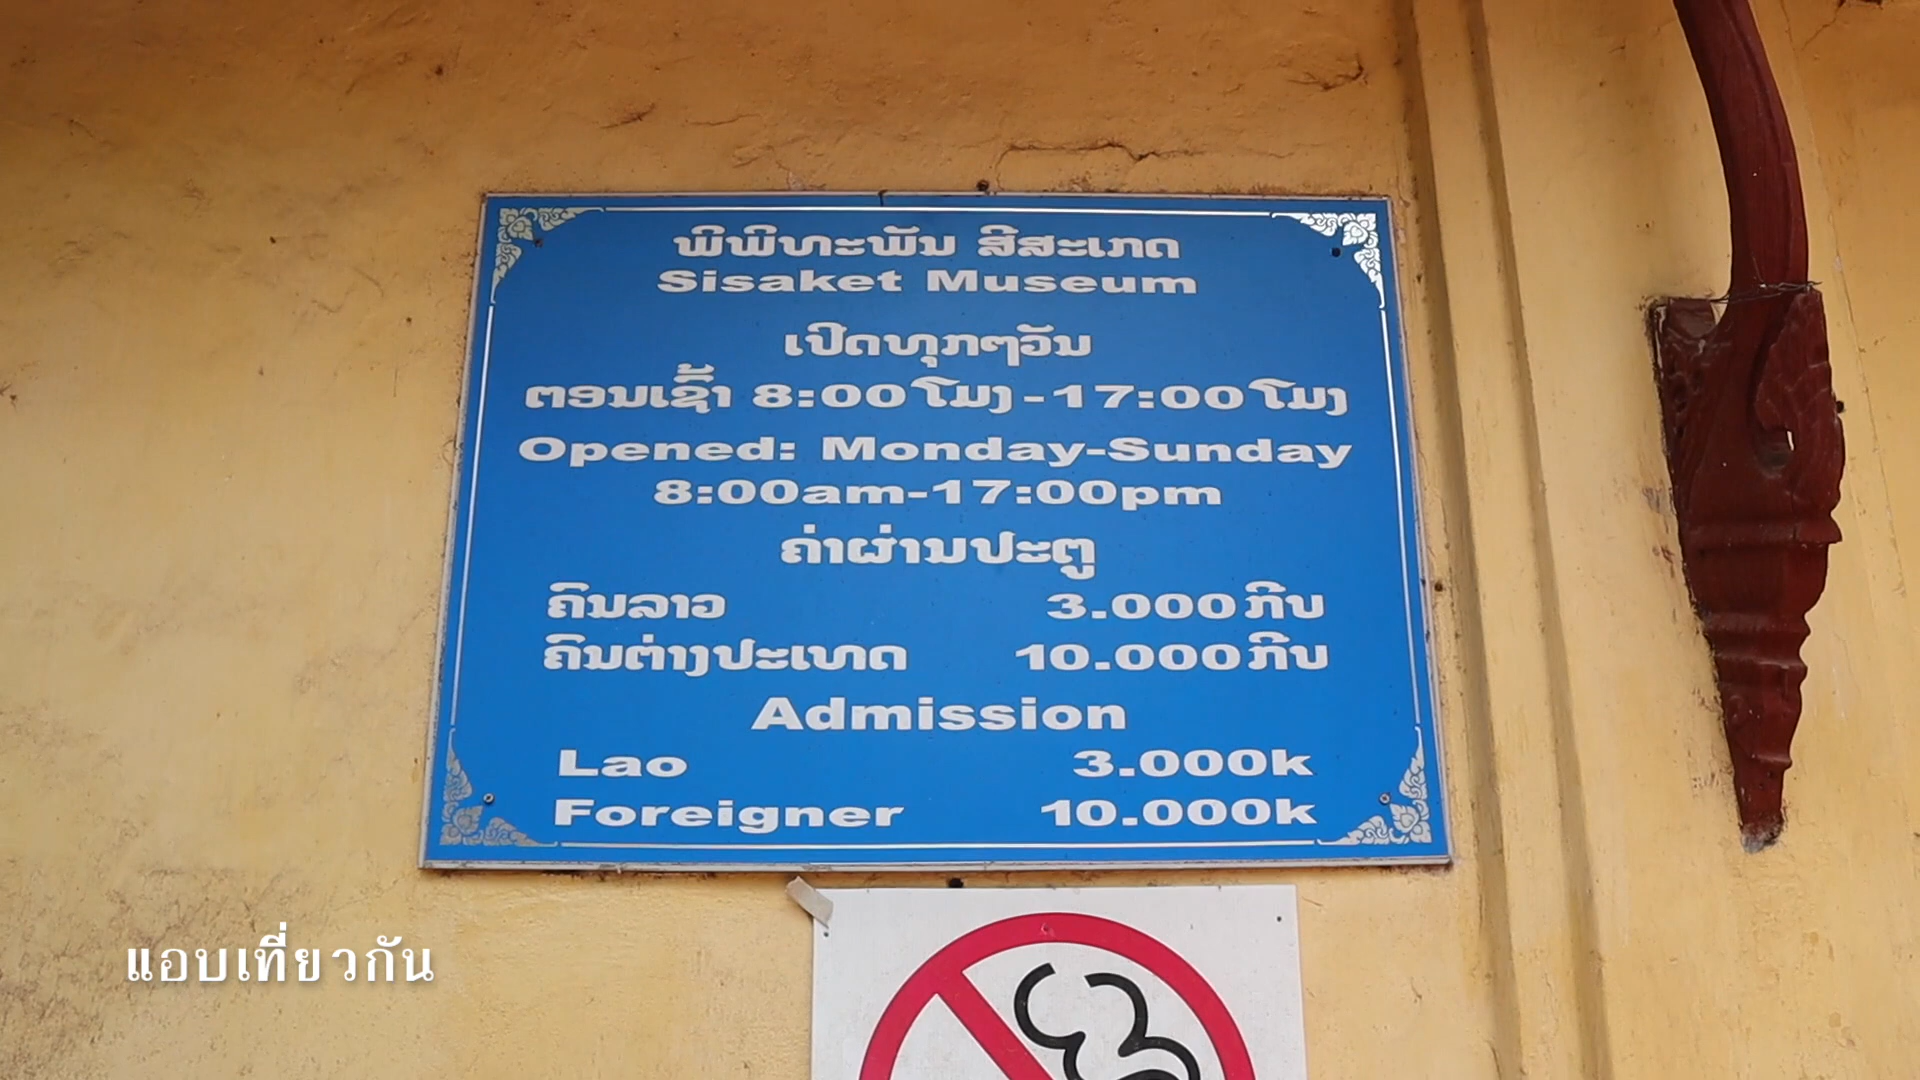 ພິພິທະພັນ ສີສະເກດ
Sisaket Museum
ເປີດທຸກໆວັນ
ຕອນເຊົ້າ 8:00ໂມງ-17:00ໂມງ
Opened: Monday-Sunday
8:00am-17:00pm
ຄ່າຜ່ານປະຕູ
ຄົນລາວ 3.000ກີບ
ຄົນຕ່າງປະເທດ 10.000ກີບ
Admission
Lao 3.000k
Foreigner 10.000k
แอบเที่ยวกัน